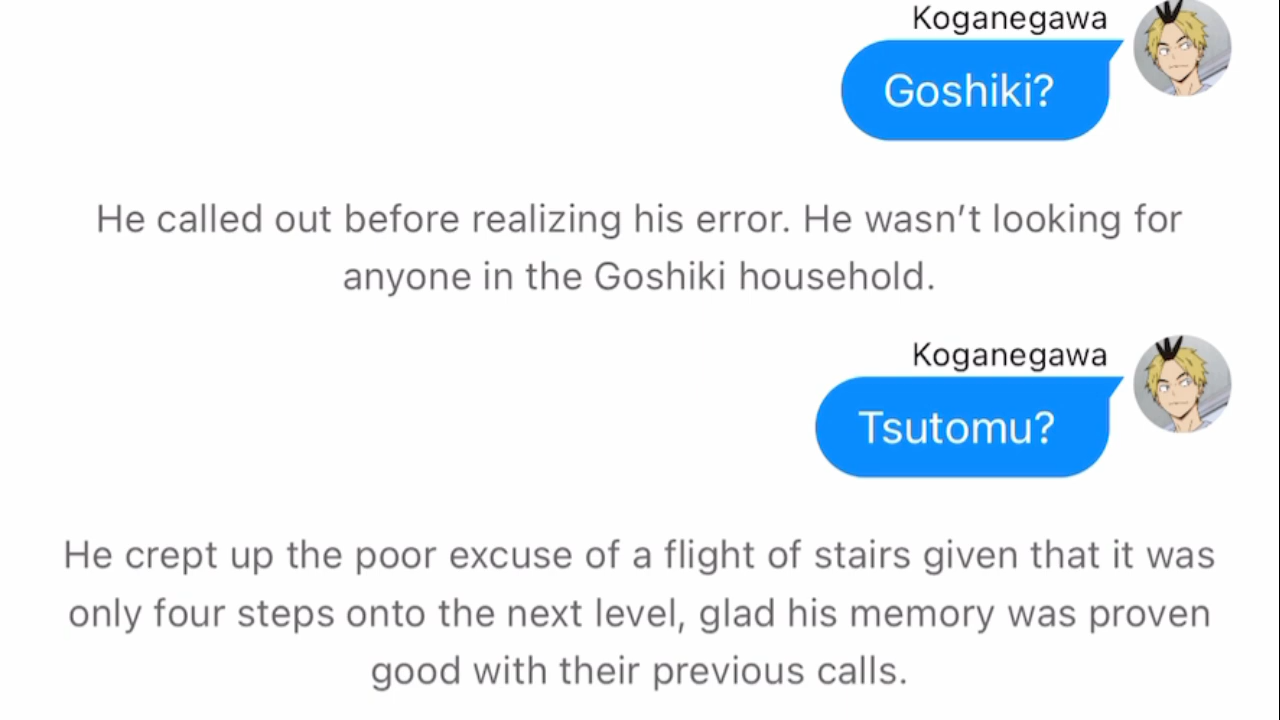 Koganegawa
Goshiki?
He called out before realizing his error. He wasn’t looking for
anyone in the Goshiki household.
Koganegawa
Tsutomu?
He crept up the poor excuse of a flight of stairs given that it was
only four steps onto the next level, glad his memory was proven
good with their previous calls.